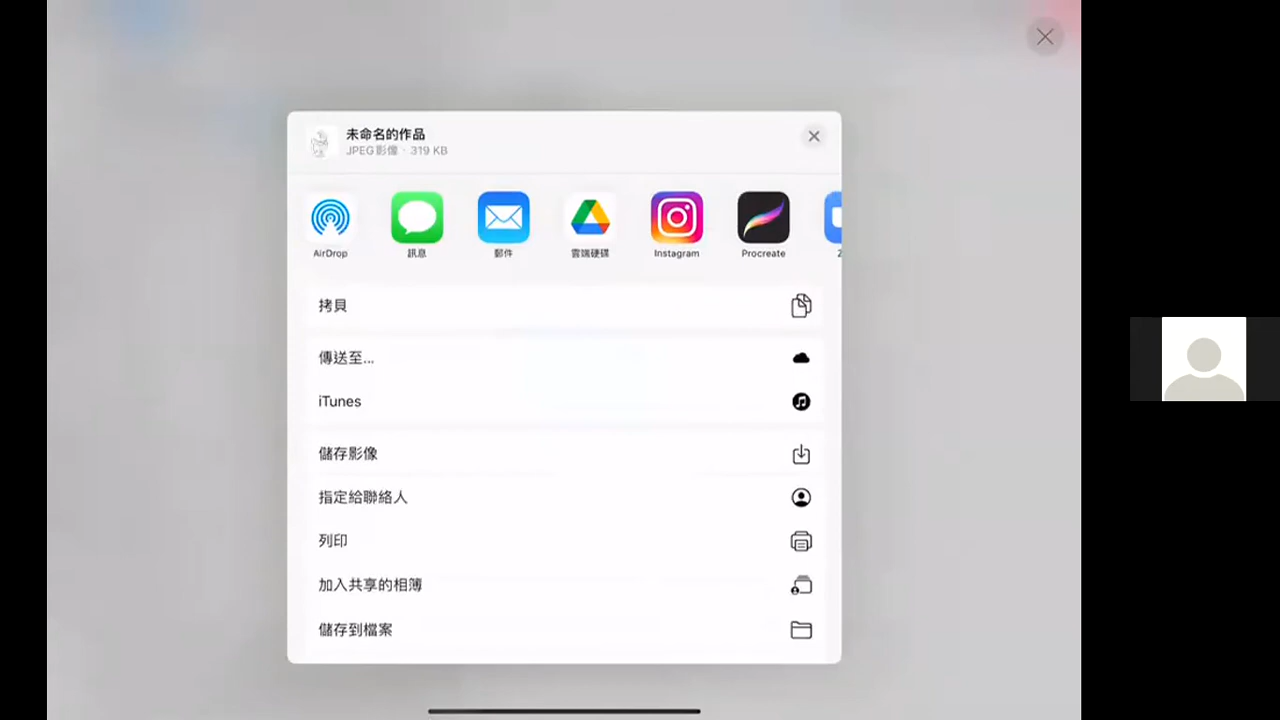 未命名的作品
JPEG影像 · 319 KB
AirDrop
訊息
郵件
雲端硬碟
Instagram
Procreate
拷貝
傳送至...
iTunes
儲存影像
指定給聯絡人
列印
加入共享的相簿
儲存到檔案